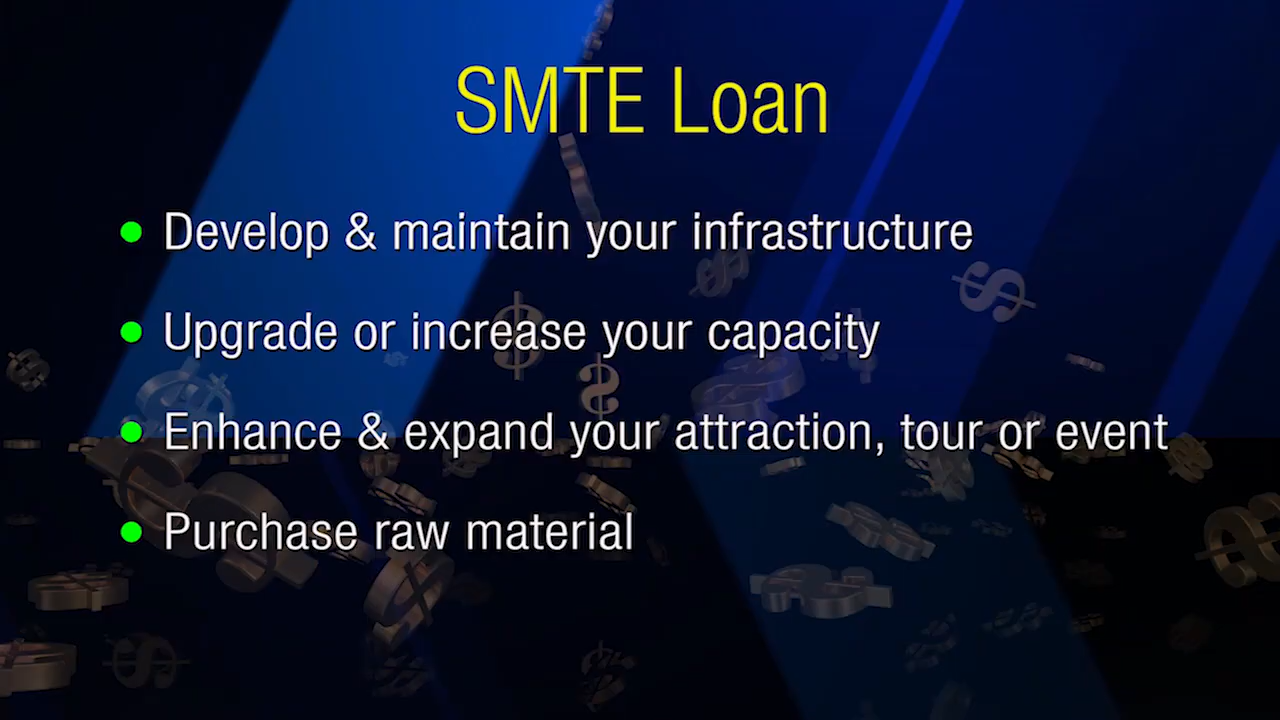 SMTE Loan
Develop & maintain your infrastructure
Upgrade or increase your capacity
Enhance & expand your attraction, tour or event
Purchase raw material